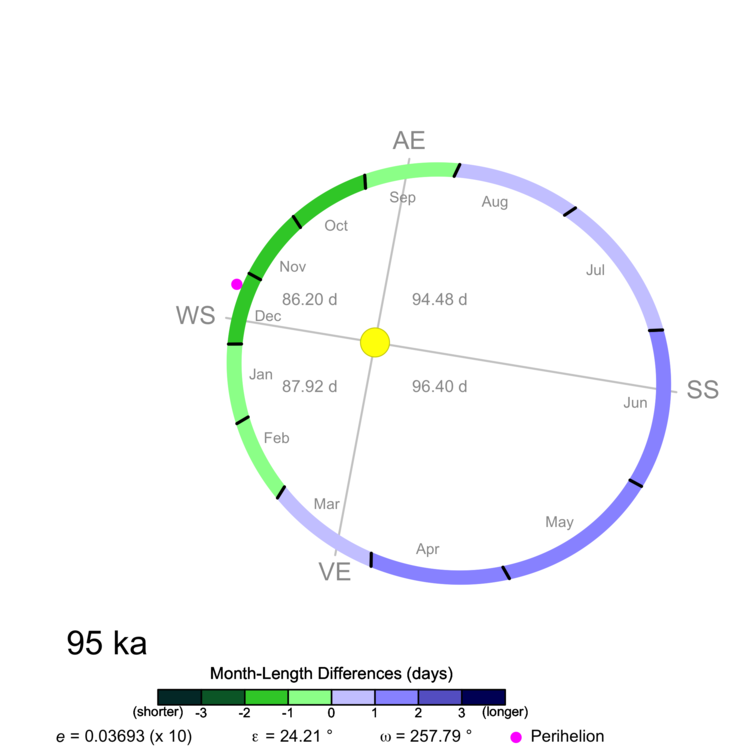 AE
Sep
Aug
Oct
Jul
Nov
86.20 d 94.48 d
WS
Dec
Jan
87.92 d 96.40 d
SS
Jun
Feb
Mar
May
Apr
VE
95 ka
Month-Length Differences (days)
(shorter) -3 -2 -1 0 1 2 3 (longer)
e = 0.03693 (x 10) ε = 24.21 ° ω = 257.79 ° Perihelion